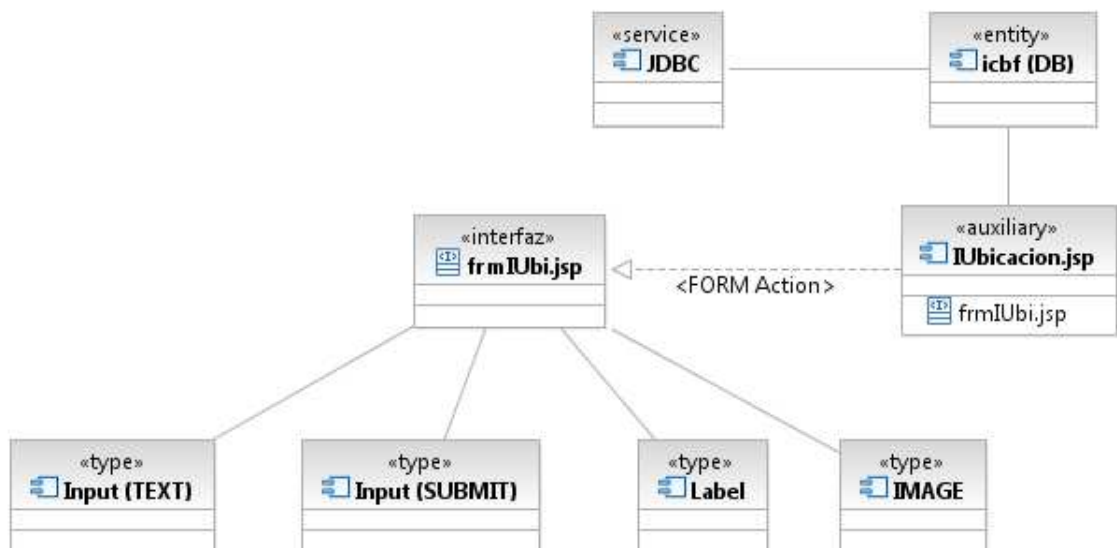 «service»
JDBC
«entity»
icbf (DB)
«interfaz»
frmIUbi.jsp
«auxiliary»
IUbicacion.jsp
<FORM Action>
frmIUbi.jsp
«type»
Input (TEXT)
«type»
Input (SUBMIT)
«type»
Label
«type»
IMAGE